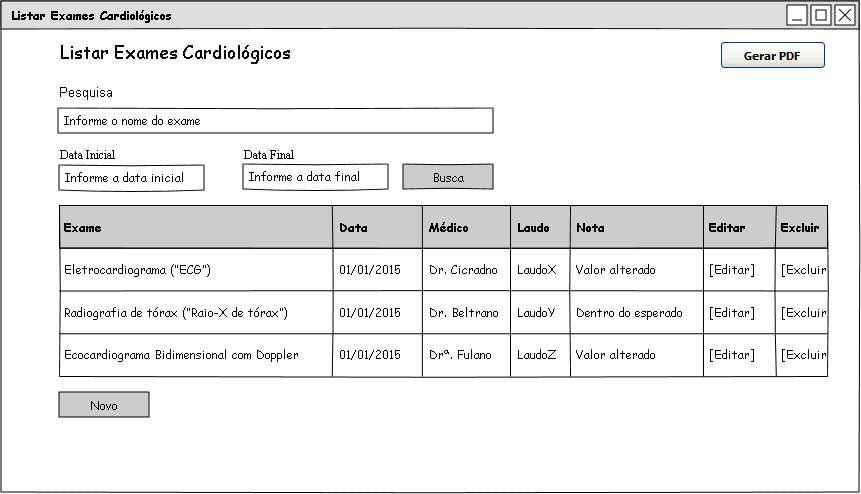 Listar Exames Cardiológicos
Listar Exames Cardiológicos
Gerar PDF
Pesquisa
Informe o nome do exame
Data Inicial Data Final
Informe a data inicial Informe a data final Busca
Exame Data Médico Laudo Nota Editar Excluir
Eletrocardiograma ("ECG") 01/01/2015 Dr. Cicradno LaudoX Valor alterado [Editar] [Excluir
Radiografia de tórax ("Raio-X de tórax") 01/01/2015 Dr. Beltrano LaudoY Dentro do esperado [Editar] [Excluir
Ecocardiograma Bidimensional com Doppler 01/01/2015 Drª. Fulano LaudoZ Valor alterado [Editar] [Excluir
Novo